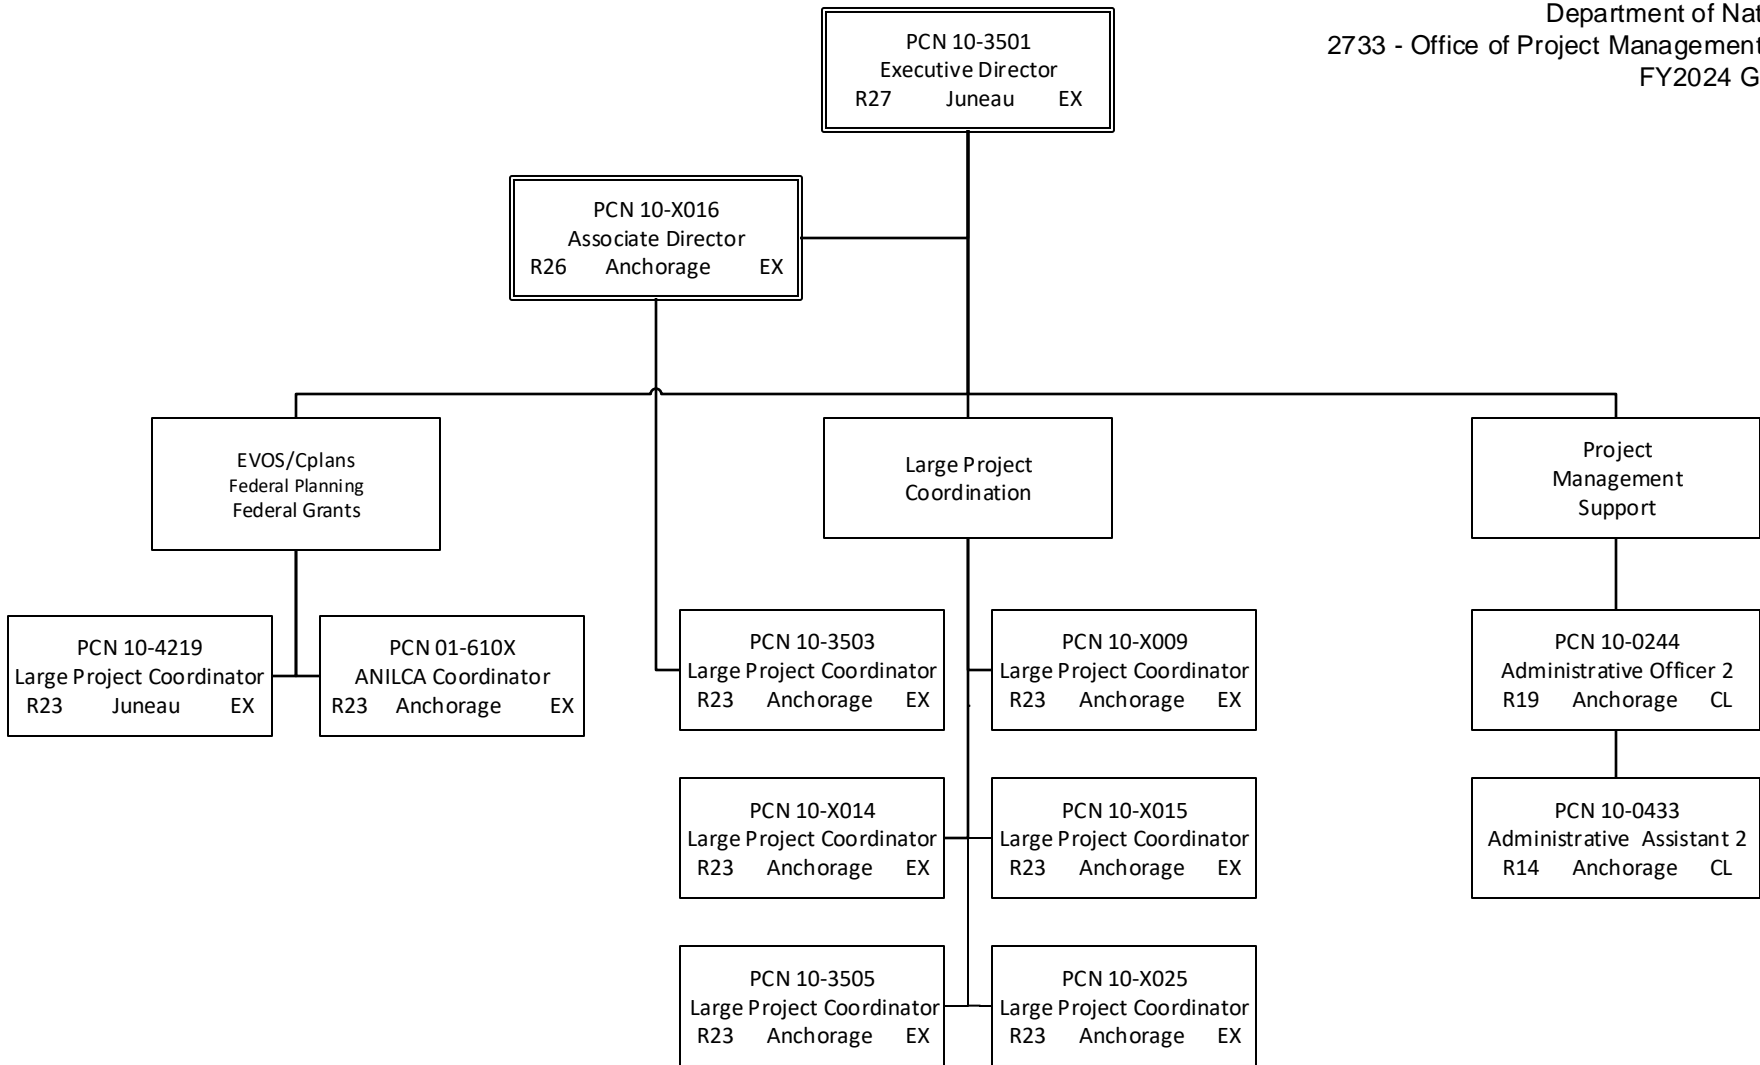 Department of Nat
2733 - Office of Project Management
FY2024 G
PCN 10-3501
Executive Director
R27 Juneau EX
PCN 10-X016
Associate Director
R26 Anchorage EX
EVOS/Cplans
Federal Planning
Federal Grants
Large Project
Coordination
Project
Management
Support
PCN 10-4219
Large Project Coordinator
R23 Juneau EX
PCN 01-610X
ANILCA Coordinator
R23 Anchorage EX
PCN 10-3503
Large Project Coordinator
R23 Anchorage EX
PCN 10-X009
Large Project Coordinator
R23 Anchorage EX
PCN 10-0244
Administrative Officer 2
R19 Anchorage CL
PCN 10-X014
Large Project Coordinator
R23 Anchorage EX
PCN 10-X015
Large Project Coordinator
R23 Anchorage EX
PCN 10-0433
Administrative Assistant 2
R14 Anchorage CL
PCN 10-3505
Large Project Coordinator
R23 Anchorage EX
PCN 10-X025
Large Project Coordinator
R23 Anchorage EX